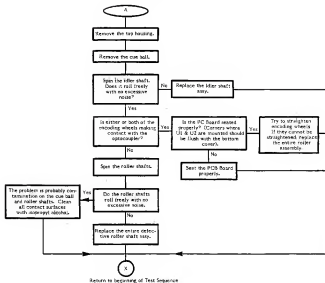 A
Remove the top housing.
Remove the cue ball.
Spin the idler shaft.
Does it roll freely
with no excessive
noise?
No
Replace the idler shaft
assy.
Yes
Is either or both of the
encoding wheels making
contact with the
optocoupler?
Yes
Is the PC Board seated
properly? (Corners where
U1 & U2 are mounted should
be flush with the bottom
cover).
Yes
Try to straighten
encoding wheels.
If they cannot be
straightened, replace
the entire roller
assembly.
No
No
Seat the PCB Board
properly.
Spin the roller shafts.
Do the roller shafts
roll freely with no
excessive noise.
Yes
The problem is probably con-
tamination on the cue ball
and roller shafts. Clean
all contact surfaces
with isopropyl alcohol.
No
Replace the entire defec-
tive roller shaft assy.
X
Return to beginning of Test Sequence